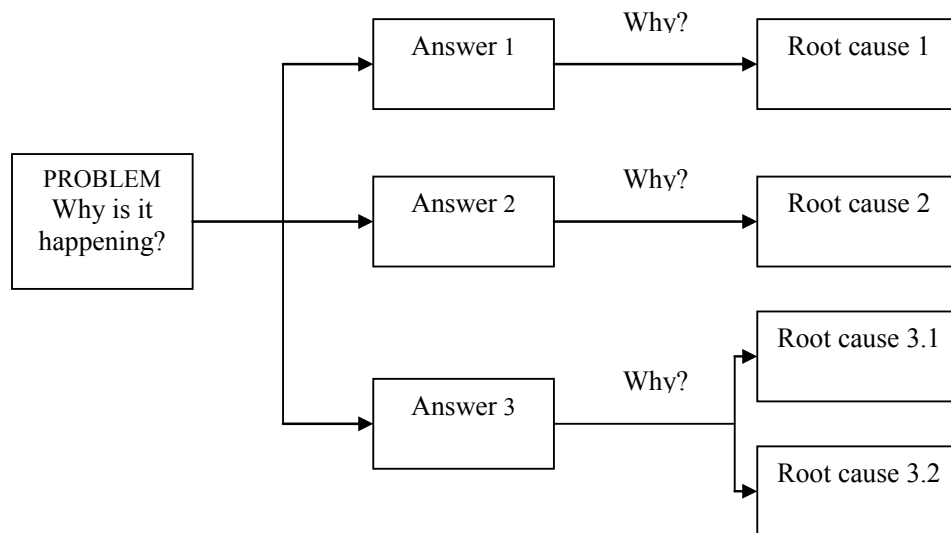 Why?
Answer 1
Root cause 1
PROBLEM
Why is it
happening?
Why?
Answer 2
Root cause 2
Root cause 3.1
Why?
Answer 3
Root cause 3.2